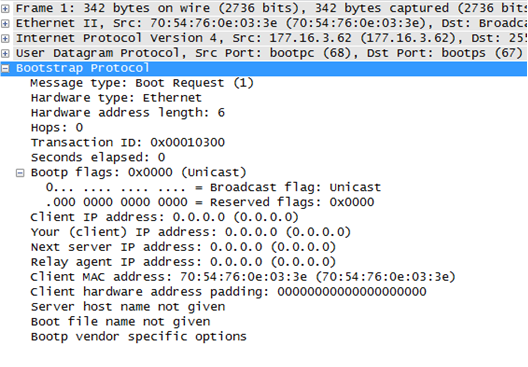 Frame 1: 342 bytes on wire (2736 bits), 342 bytes captured (2736 bits)
Ethernet II, Src: 70:54:76:0e:03:3e (70:54:76:0e:03:3e), Dst: Broadc
Internet Protocol Version 4, Src: 177.16.3.62 (177.16.3.62), Dst: 255
User Datagram Protocol, Src Port: bootpc (68), Dst Port: bootps (67)
Bootstrap Protocol
Message type: Boot Request (1)
Hardware type: Ethernet
Hardware address length: 6
Hops: 0
Transaction ID: 0x00010300
Seconds elapsed: 0
Bootp flags: 0x0000 (Unicast)
0... .... .... .... = Broadcast flag: Unicast
.000 0000 0000 0000 = Reserved flags: 0x0000
Client IP address: 0.0.0.0 (0.0.0.0)
Your (client) IP address: 0.0.0.0 (0.0.0.0)
Next server IP address: 0.0.0.0 (0.0.0.0)
Relay agent IP address: 0.0.0.0 (0.0.0.0)
Client MAC address: 70:54:76:0e:03:3e (70:54:76:0e:03:3e)
Client hardware address padding: 00000000000000000000
Server host name not given
Boot file name not given
Bootp vendor specific options